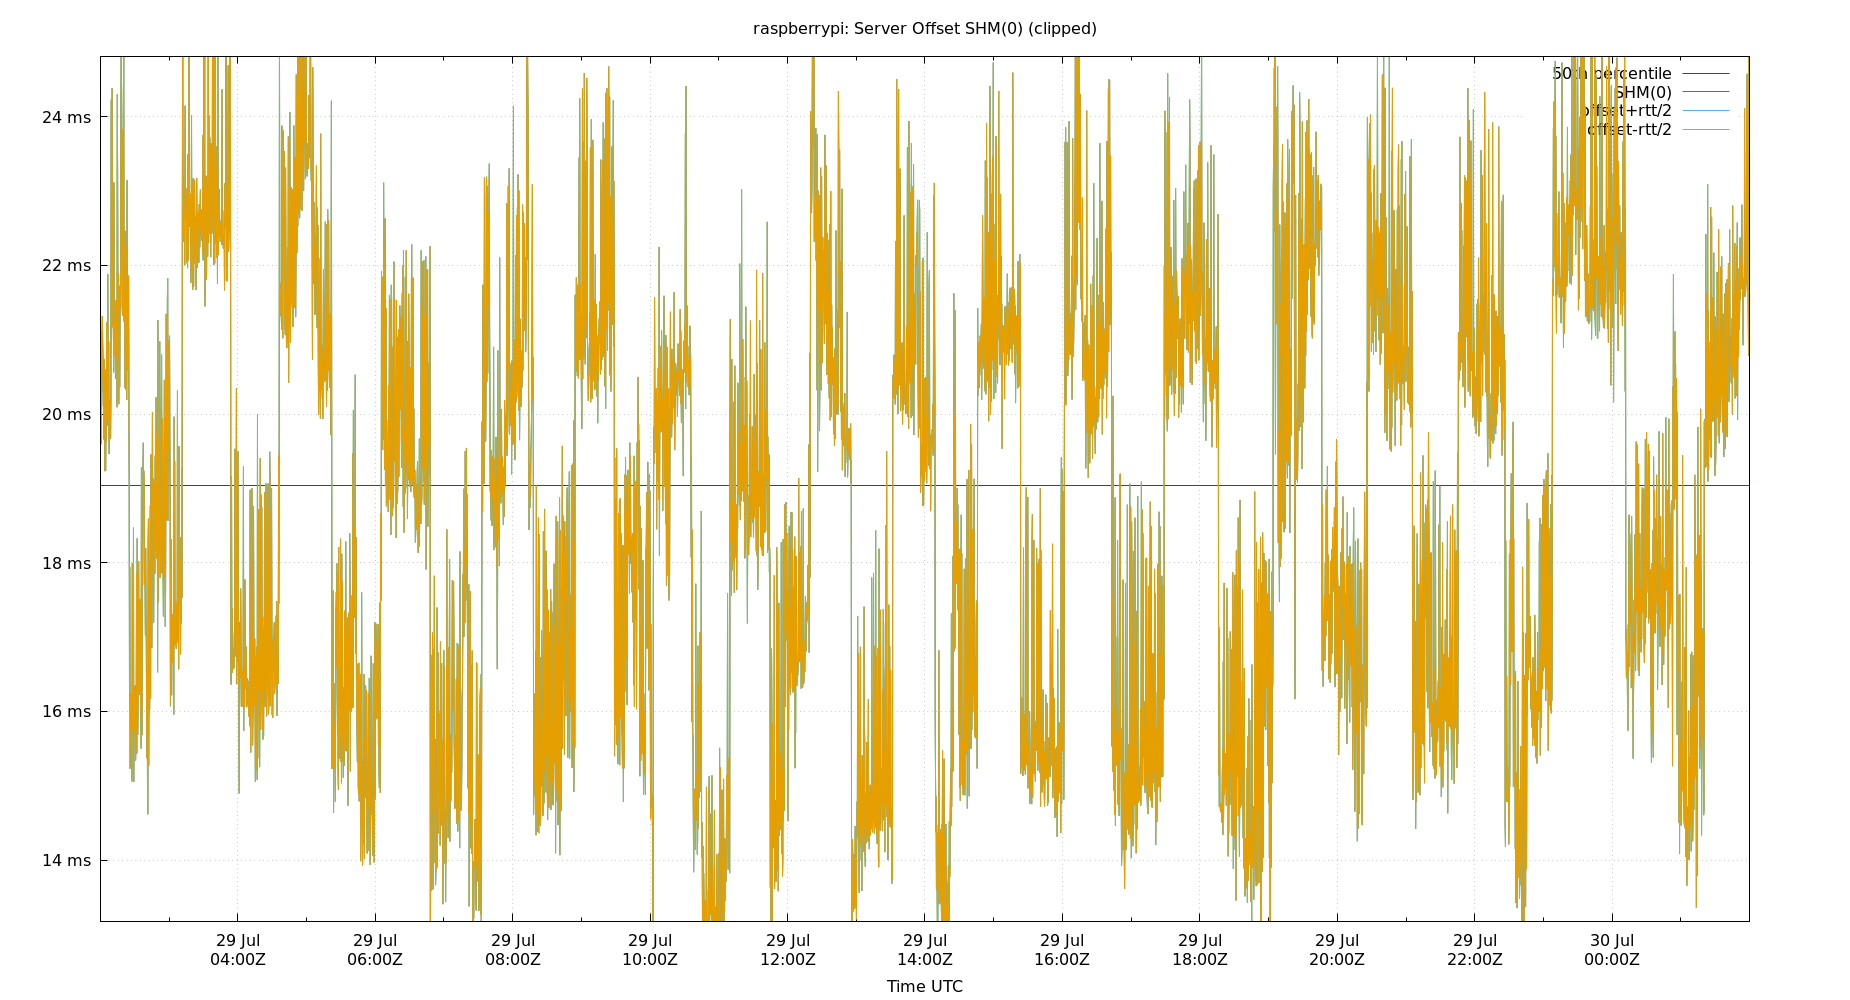 raspberrypi: Server Offset SHM(0) (clipped)
50th percentile
SHM(0)
offset+rtt/2
offset-rtt/2
24 ms
22 ms
20 ms
18 ms
16 ms
14 ms
29 Jul 29 Jul 29 Jul 29 Jul 29 Jul 29 Jul 29 Jul 29 Jul 29 Jul 29 Jul 30 Jul
04:00Z 06:00Z 08:00Z 10:00Z 12:00Z 14:00Z 16:00Z 18:00Z 20:00Z 22:00Z 00:00Z
Time UTC